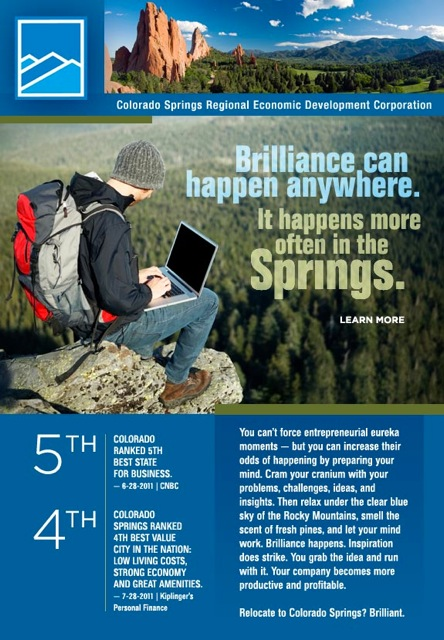 Colorado Springs Regional Economic Development Corporation
Brilliance can
happen anywhere.
It happens more
often in the
Springs.
LEARN MORE
5TH
COLORADO
RANKED 5TH
BEST STATE
FOR BUSINESS.
— 6-28-2011 | CNBC
4TH
COLORADO
SPRINGS RANKED
4TH BEST VALUE
CITY IN THE NATION:
LOW LIVING COSTS,
STRONG ECONOMY
AND GREAT AMENITIES.
— 7-28-2011 | Kiplinger's
Personal Finance
You can't force entrepreneurial eureka
moments — but you can increase their
odds of happening by preparing your
mind. Cram your cranium with your
problems, challenges, ideas, and
insights. Then relax under the clear blue
sky of the Rocky Mountains, smell the
scent of fresh pines, and let your mind
work. Brilliance happens. Inspiration
does strike. You grab the idea and run
with it. Your company becomes more
productive and profitable.
Relocate to Colorado Springs? Brilliant.